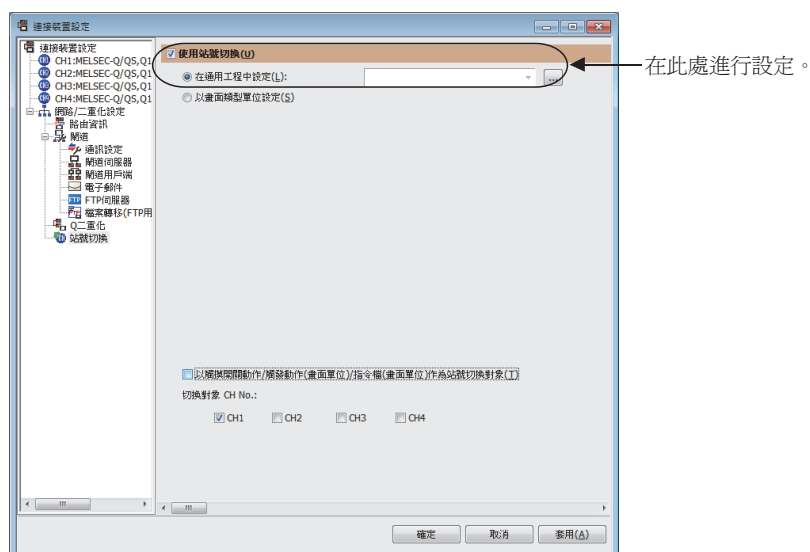 連接裝置設定
連接裝置設定
CH1:MELSEC-Q/QS,Q1
CH2:MELSEC-Q/QS,Q1
CH3:MELSEC-Q/QS,Q1
CH4:MELSEC-Q/QS,Q1
網路/二重化設定
路由資訊
閘道
通訊設定
閘道伺服器
閘道用戶端
電子郵件
FTP伺服器
檔案轉移(FTP用
Q二重化
站號切換
使用站號切換(U)
在通用工程中設定(L):
...
以畫面類型單位設定(S)
在此處進行設定。
以觸摸開關動作/觸發動作(畫面單位)/指令檔(畫面單位)作為站號切換對象(T)
切換對象 CH No.:
CH1 CH2 CH3 CH4
確定 取消 套用(A)